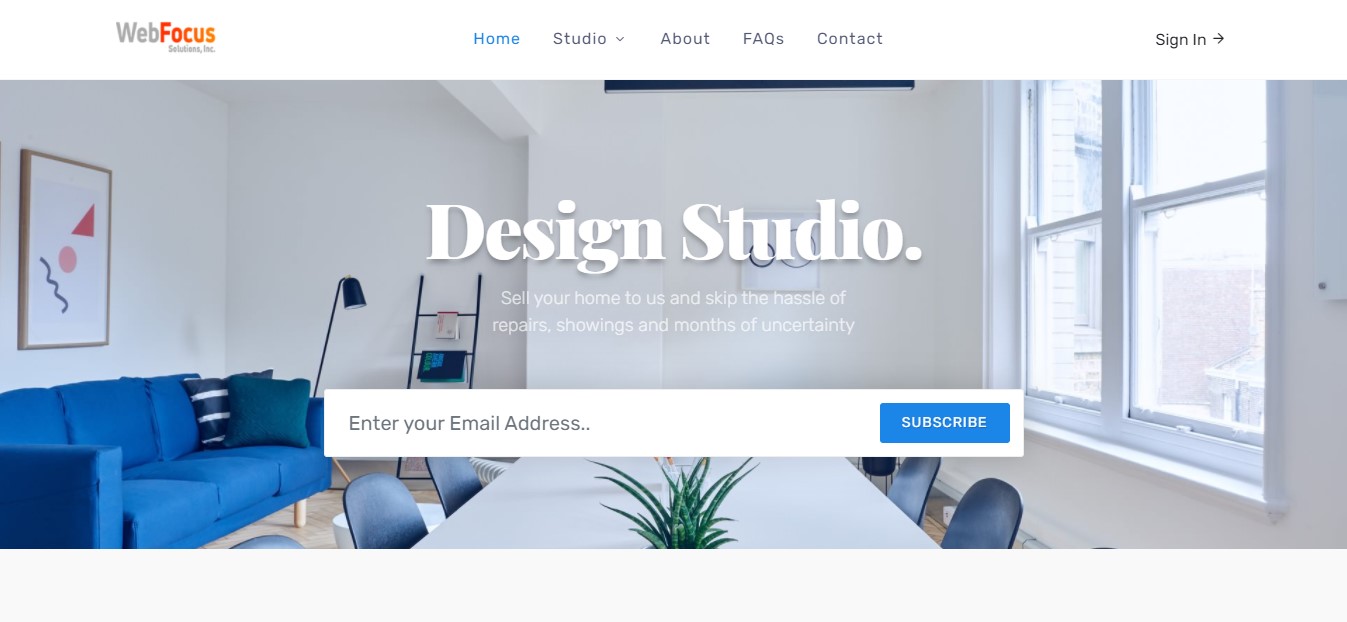 WebFocus
Solutions, Inc.
Home Studio About FAQs Contact
Sign In →
Design Studio.
Sell your home to us and skip the hassle of
repairs, showings and months of uncertainty
Enter your Email Address..
SUBSCRIBE